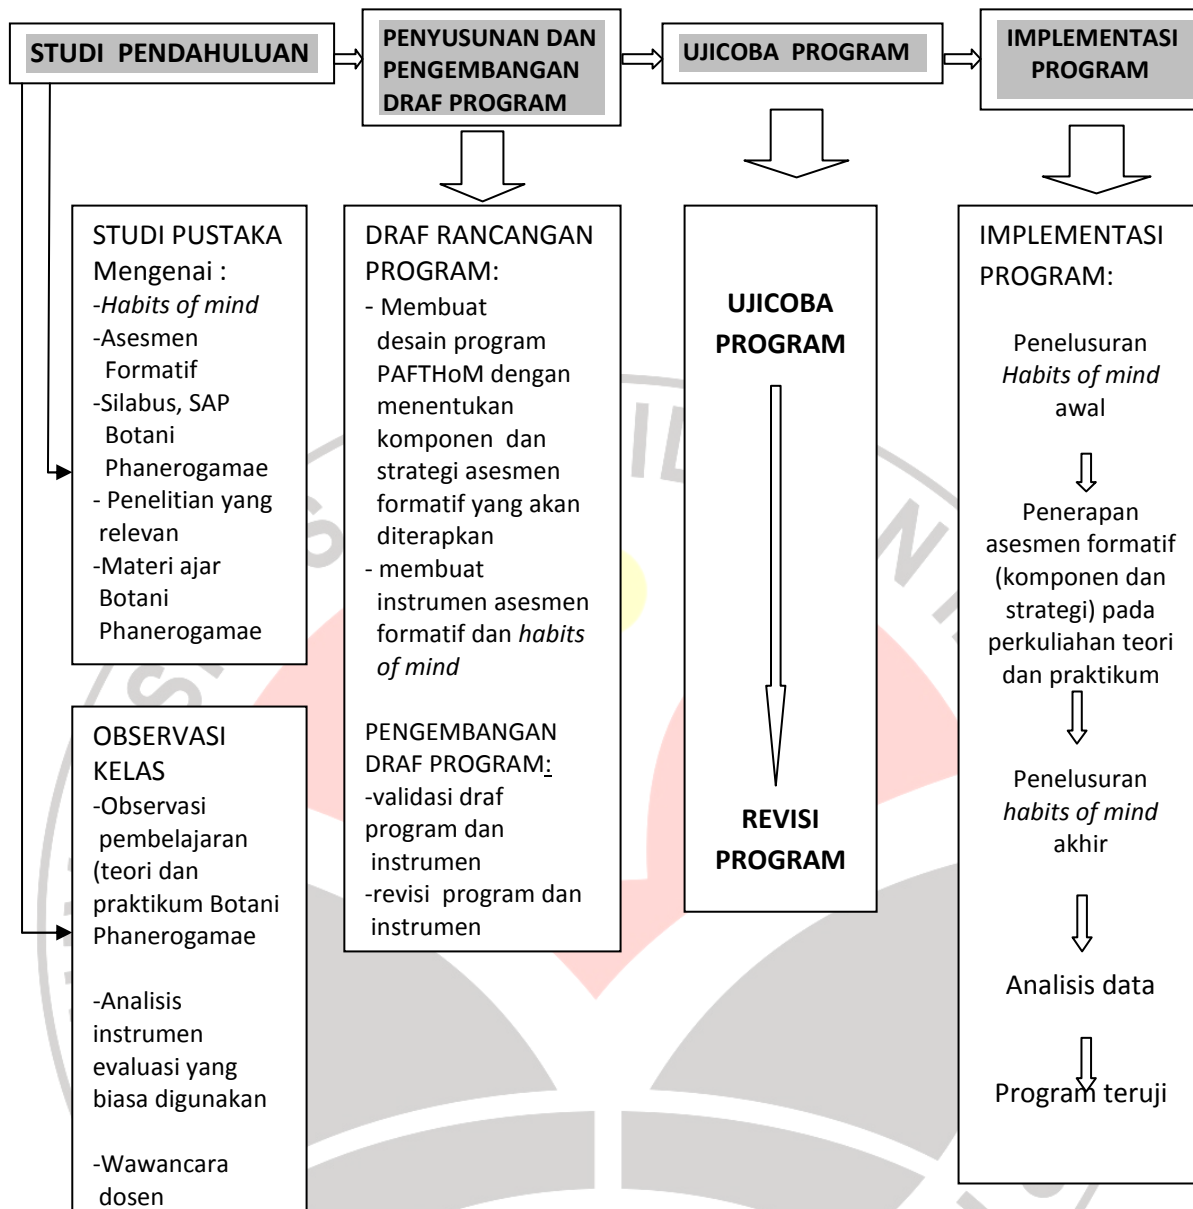 STUDI PENDAHULUAN
PENYUSUNAN DAN
PENGEMBANGAN
DRAF PROGRAM
UJICOBA PROGRAM
IMPLEMENTASI
PROGRAM
STUDI PUSTAKA
Mengenai :
-Habits of mind
-Asesmen
Formatif
-Silabus, SAP
Botani
Phanerogamae
- Penelitian yang
relevan
-Materi ajar
Botani
Phanerogamae
OBSERVASI
KELAS
-Observasi
pembelajaran
(teori dan
praktikum Botani
Phanerogamae
-Analisis
instrumen
evaluasi yang
biasa digunakan
-Wawancara
dosen
DRAF RANCANGAN
PROGRAM:
- Membuat
desain program
PAFTHoM dengan
menentukan
komponen dan
strategi asesmen
formatif yang akan
diterapkan
- membuat
instrumen asesmen
formatif dan habits
of mind
PENGEMBANGAN
DRAF PROGRAM:
-validasi draf
program dan
instrumen
-revisi program dan
instrumen
UJICOBA
PROGRAM
REVISI
PROGRAM
IMPLEMENTASI
PROGRAM:
Penelusuran
Habits of mind
awal
Penerapan
asesmen formatif
(komponen dan
strategi) pada
perkuliahan teori
dan praktikum
Penelusuran
habits of mind
akhir
Analisis data
Program teruji